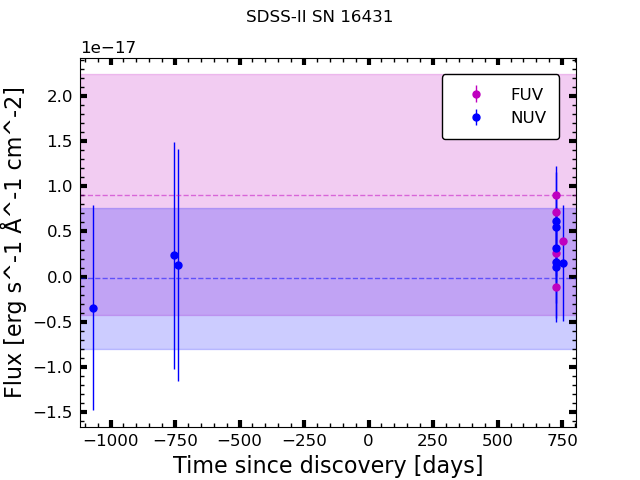 SDSS-II SN 16431
1e−17
FUV
NUV
2.0
1.5
1.0
0.5
0.0
−0.5
−1.0
−1.5
Flux [erg s^-1 Å^-1 cm^-2]
−1000 −750 −500 −250 0 250 500 750
Time since discovery [days]